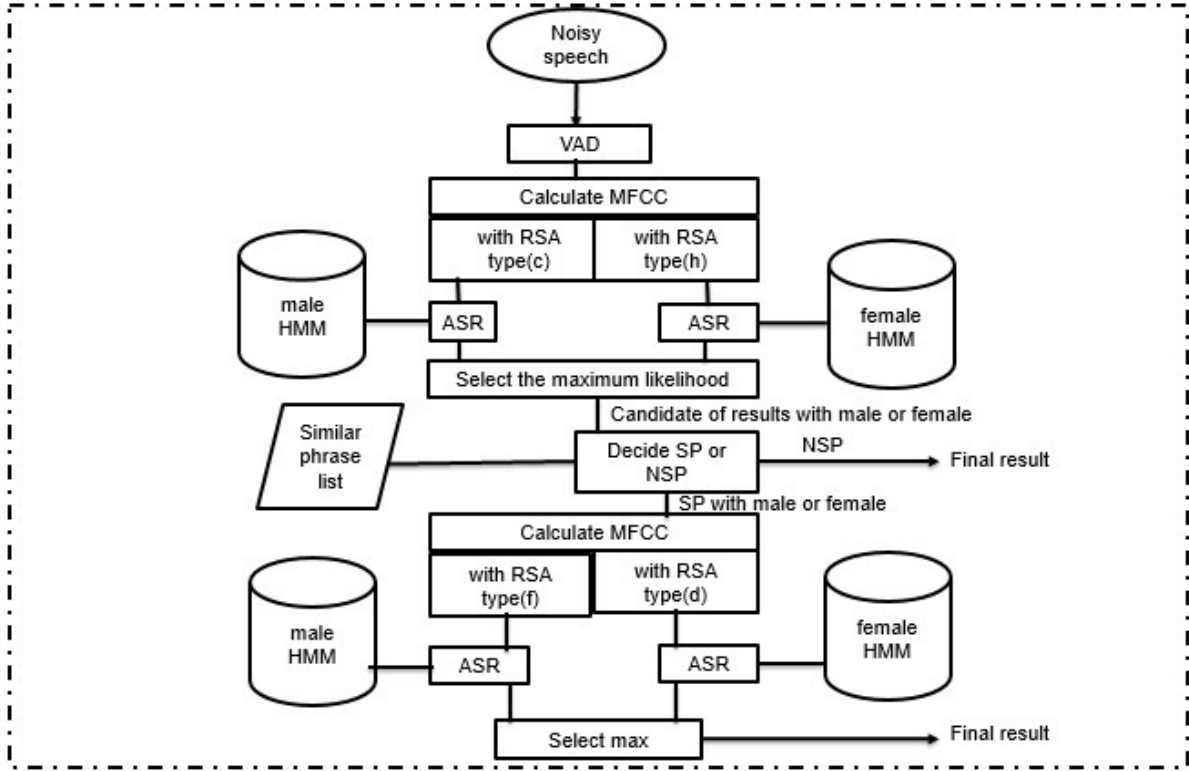 Noisy
speech
VAD
Calculate MFCC
with RSA
type(c)
with RSA
type(h)
male
HMM
ASR
ASR
female
HMM
Select the maximum likelihood
Candidate of results with male or female
Similar
phrase
list
Decide SP or
NSP
NSP
Final result
SP with male or female
Calculate MFCC
with RSA
type(f)
with RSA
type(d)
male
HMM
ASR
ASR
female
HMM
Select max
Final result